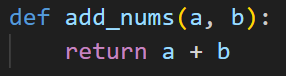 def add_nums(a, b):
    return a + b